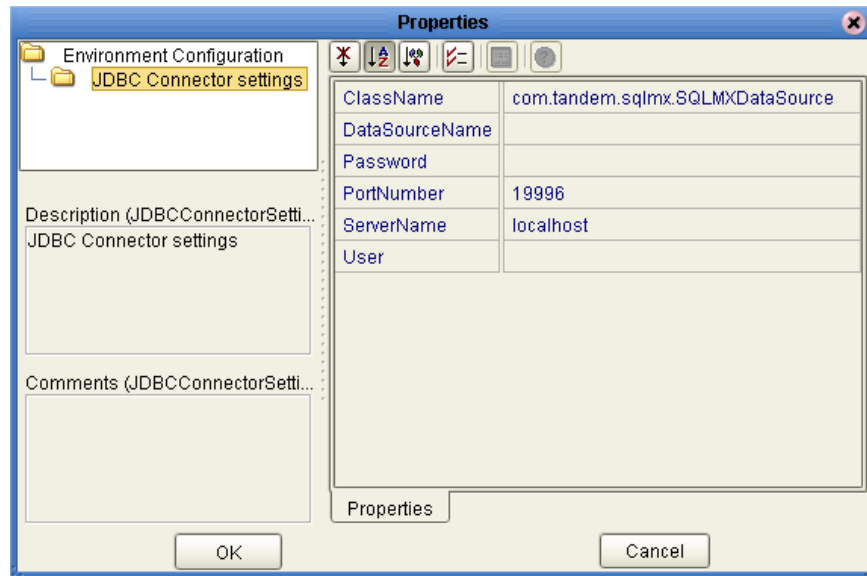 Properties
Environment Configuration
JDBC Connector settings
Description (JDBCConnectorSetti...
JDBC Connector settings
Comments (JDBCConnectorSetti...
ClassName com.tandem.sqlmx.SQLMXDataSource
DataSourceName
Password
PortNumber 19996
ServerName localhost
User
Properties
OK
Cancel